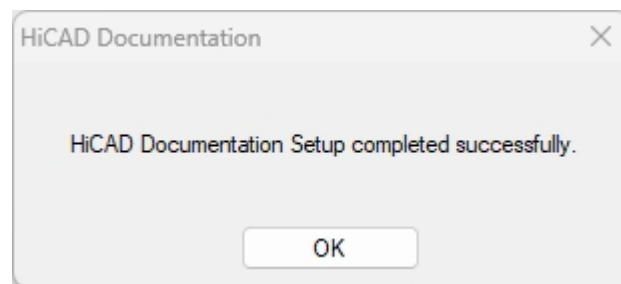 HiCAD Documentation
HiCAD Documentation Setup completed successfully.
OK